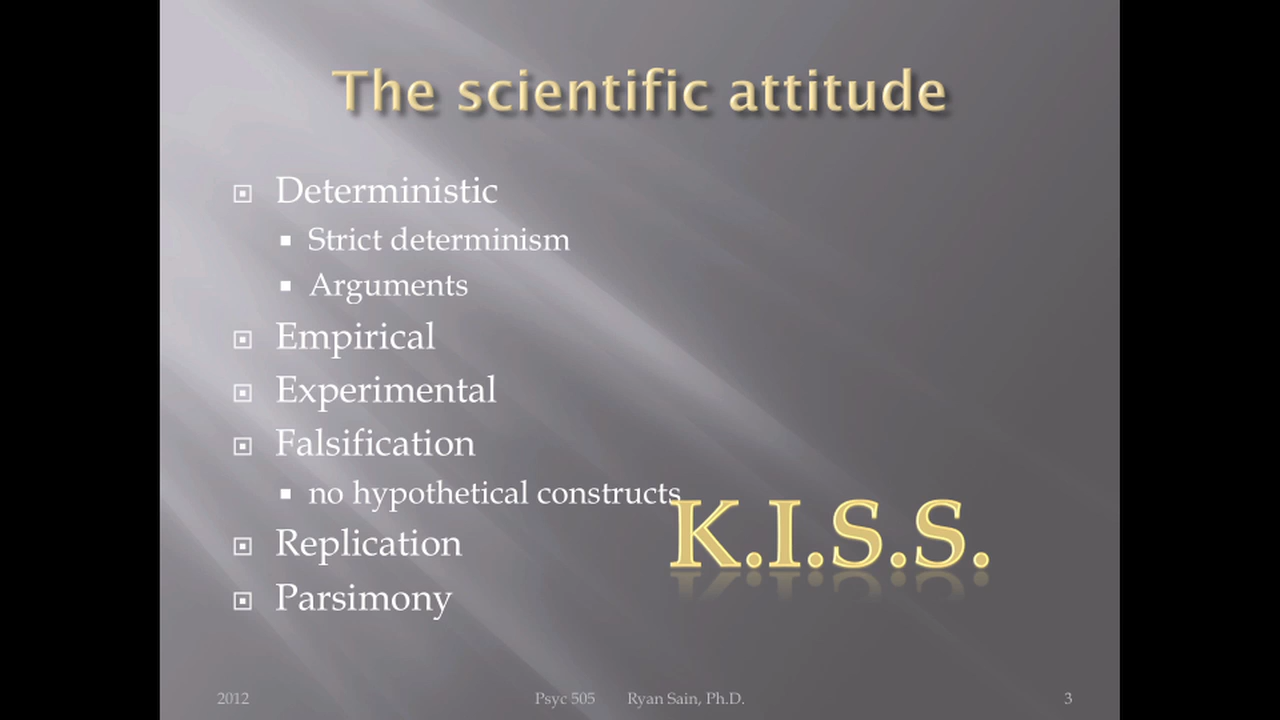 The scientific attitude
Deterministic
Strict determinism
Arguments
Empirical
Experimental
Falsification
no hypothetical constructs
K.I.S.S.
Replication
Parsimony
2012 Psyc 505 Ryan Sain, Ph.D. 3